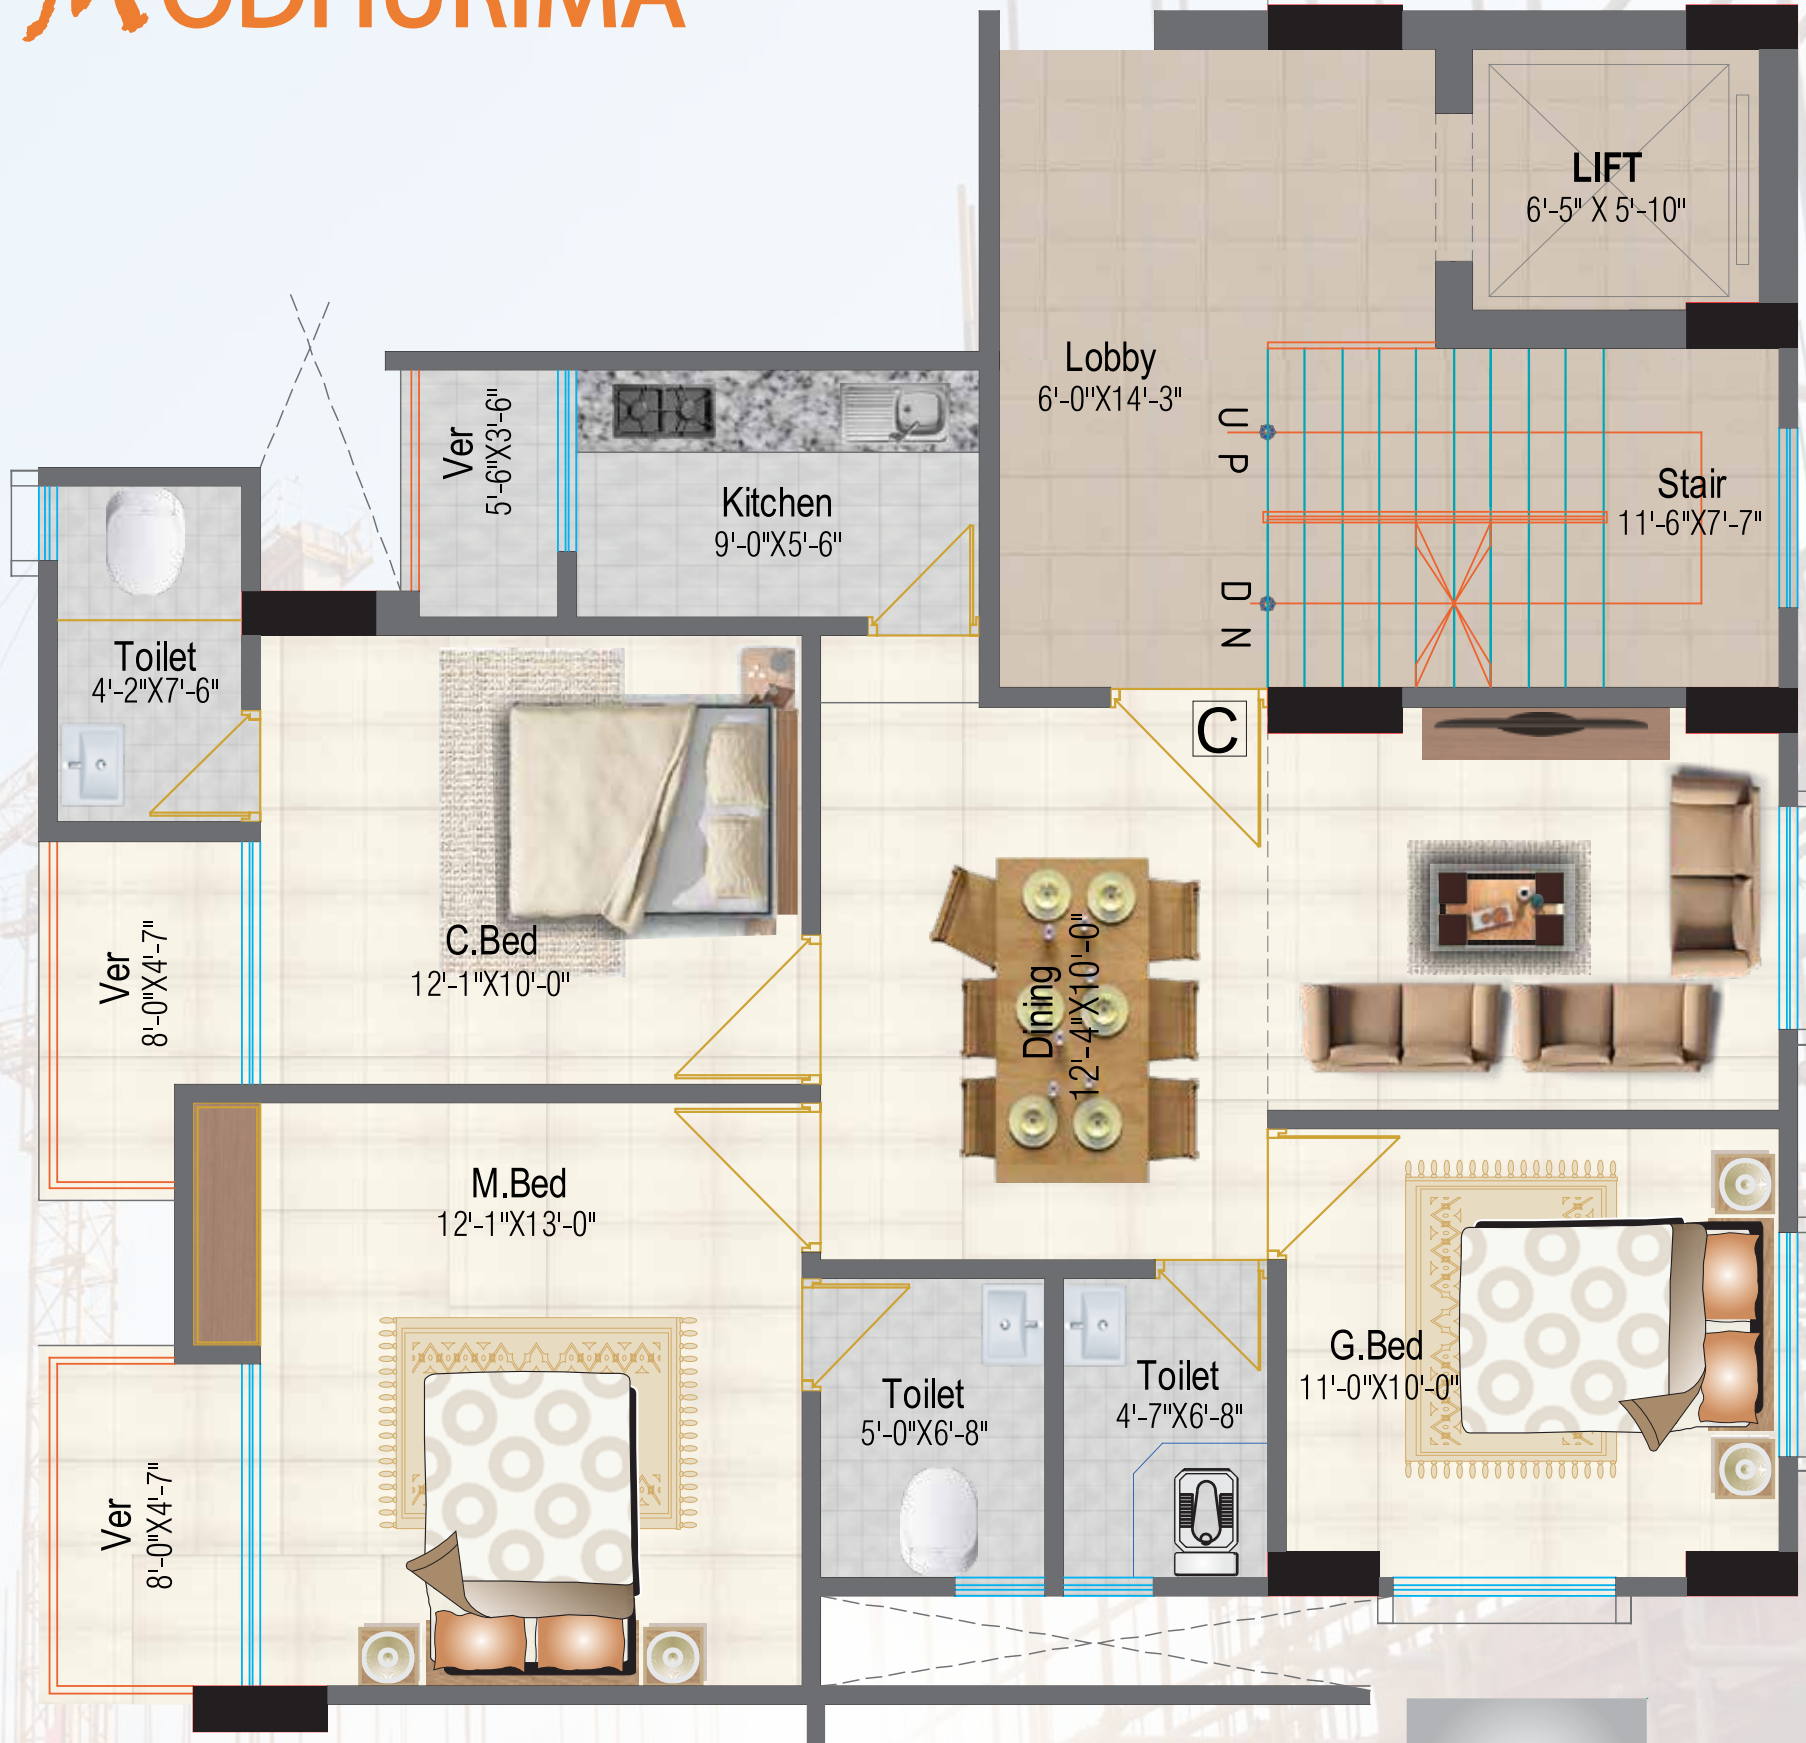 MODHURIMA
LIFT
6'-5" X 5'-10"
Lobby
6'-0"X14'-3"
UP
Ver
5'-6"X3'-6"
Kitchen
9'-0"X5'-6"
Stair
11'-6"X7'-7"
DN
Toilet
4'-2"X7'-6"
C
C.Bed
12'-1"X10'-0"
Ver
8'-0"X4'-7"
Dining
12'-4"X10'-0"
M.Bed
12'-1"X13'-0"
G.Bed
11'-0"X10'-0"
Toilet
5'-0"X6'-8"
Toilet
4'-7"X6'-8"
Ver
8'-0"X4'-7"